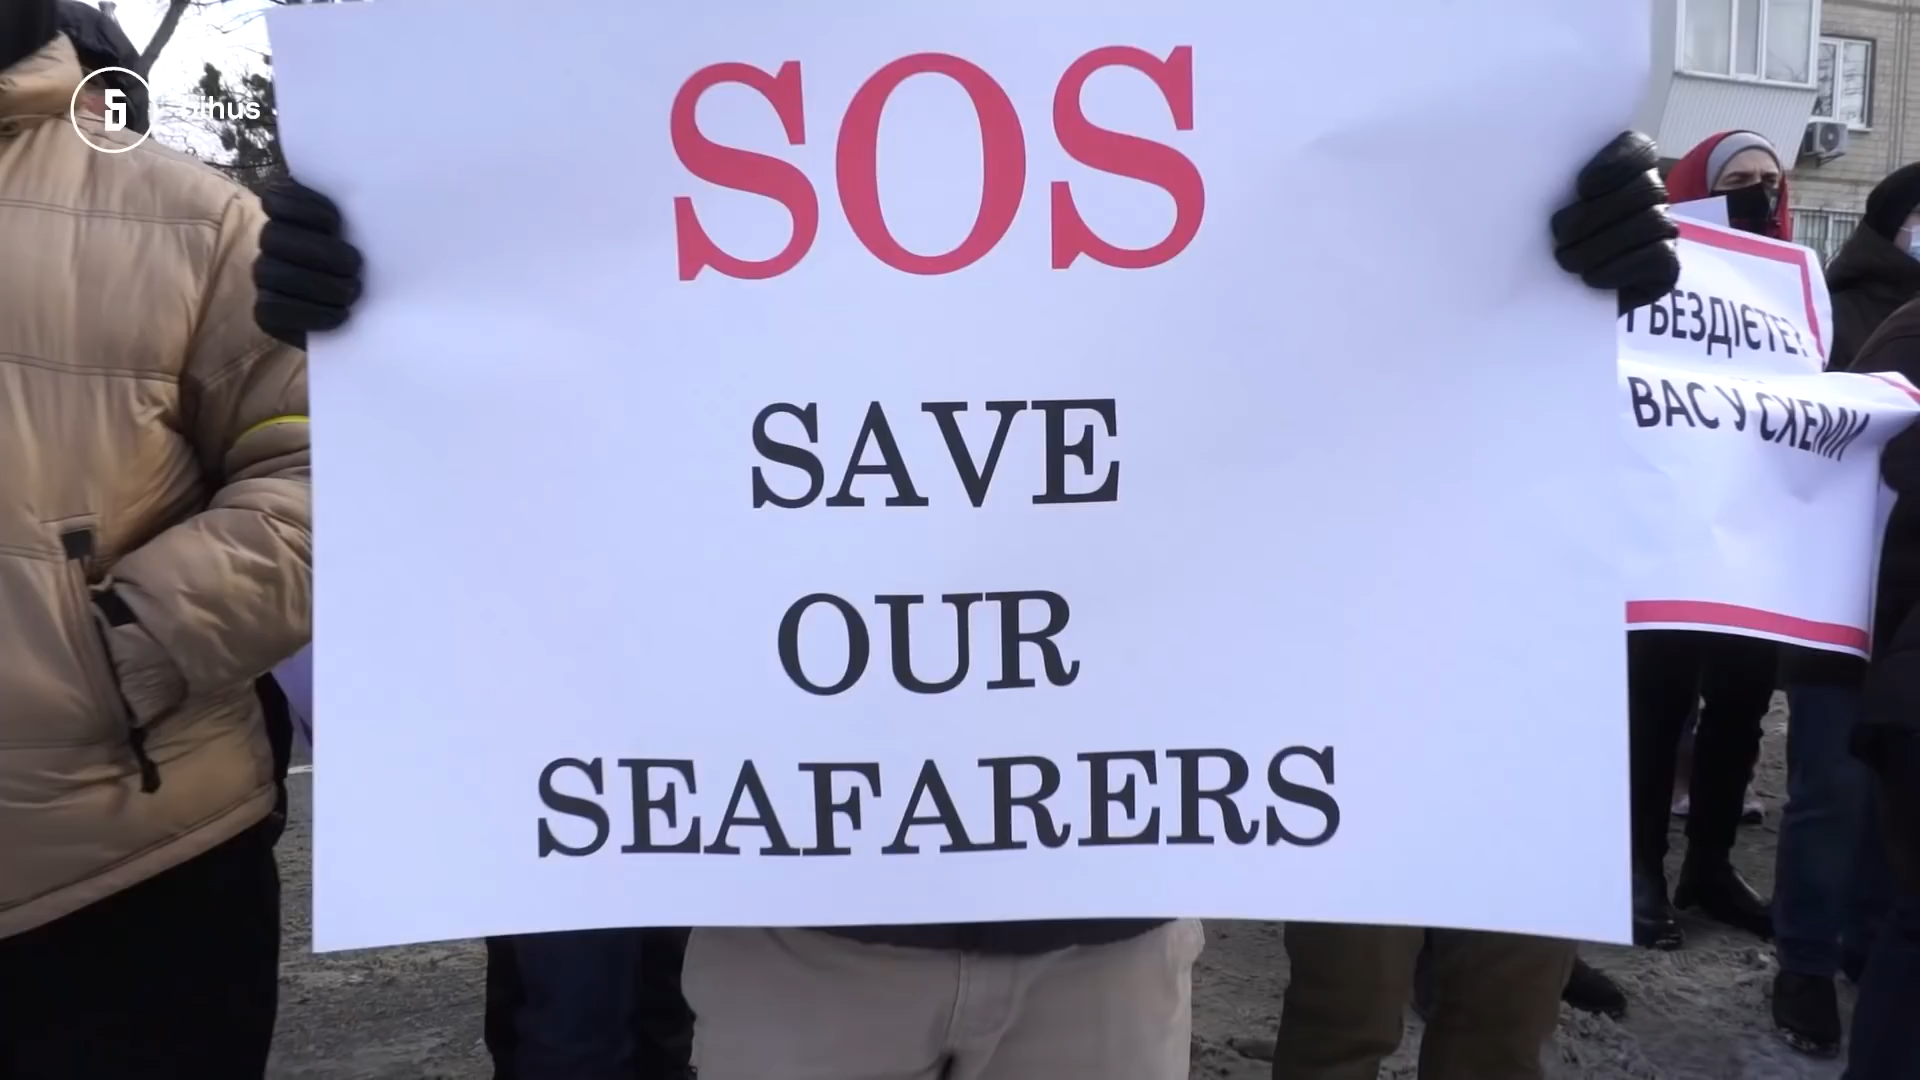 bihus
SOS
SAVE
OUR
SEAFARERS
БЕЗДІЄТЕ?
ВАС У СХЕМИ